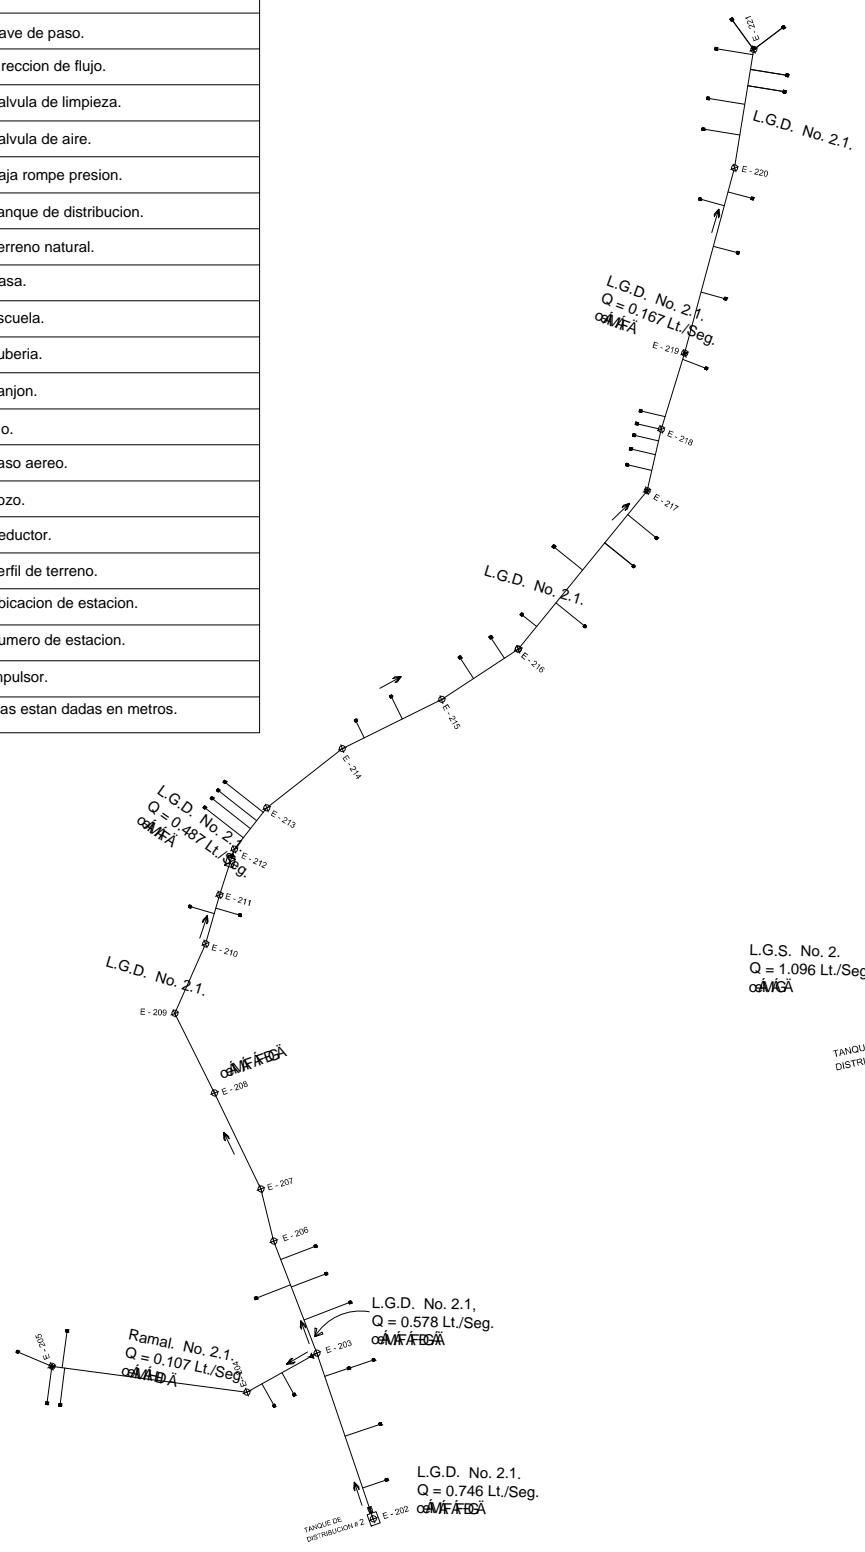 ave de paso.
reccion de flujo.
alvula de limpieza.
alvula de aire.
aja rompe presion.
anque de distribucion.
erreno natural.
asa.
scuela.
uberia.
anjon.
o.
aso aereo.
ozo.
eductor.
erfil de terreno.
bicacion de estacion.
umero de estacion.
npulsor.
as estan dadas en metros.
E - 221
L.G.D. No. 2.1.
E - 220
L.G.D. No. 2.1.
Q = 0.167 Lt./Seg.
E - 219
E - 218
E - 217
L.G.D. No. 2.1.
E - 216
E - 215
E - 214
L.G.D. No. 2.1.
Q = 0.487 Lt./Seg.
E - 213
E - 212
E - 211
E - 210
L.G.D. No. 2.1.
E - 209
L.G.S. No. 2.
Q = 1.096 Lt./Seg
TANQU
DISTRI
E - 208
E - 207
E - 206
L.G.D. No. 2.1,
Q = 0.578 Lt./Seg.
E - 203
E - 205
Ramal. No. 2.1.
Q = 0.107 Lt./Seg.
E - 204
L.G.D. No. 2.1.
Q = 0.746 Lt./Seg.
E - 202
TANQUE DE
DISTRIBUCION # 2